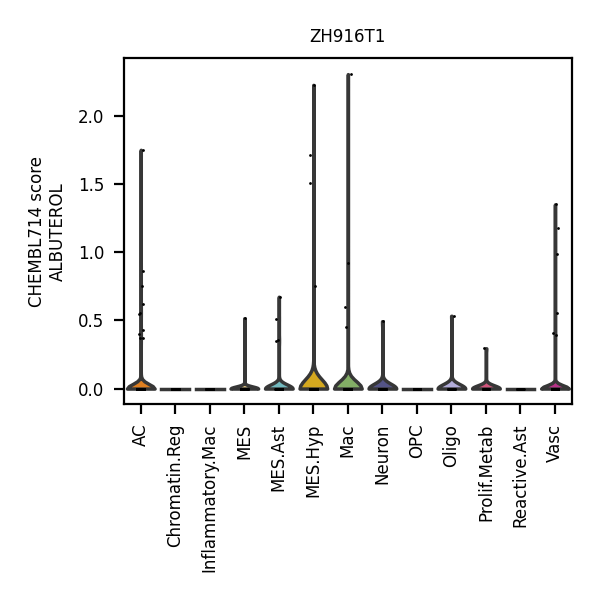 ZH916T1
CHEMBL714 score
ALBUTEROL
2.0
1.5
1.0
0.5
0.0
AC
Chromatin.Reg
Inflammatory.Mac
MES
MES.Ast
MES.Hyp
Mac
Neuron
OPC
Oligo
Prolif.Metab
Reactive.Ast
Vasc